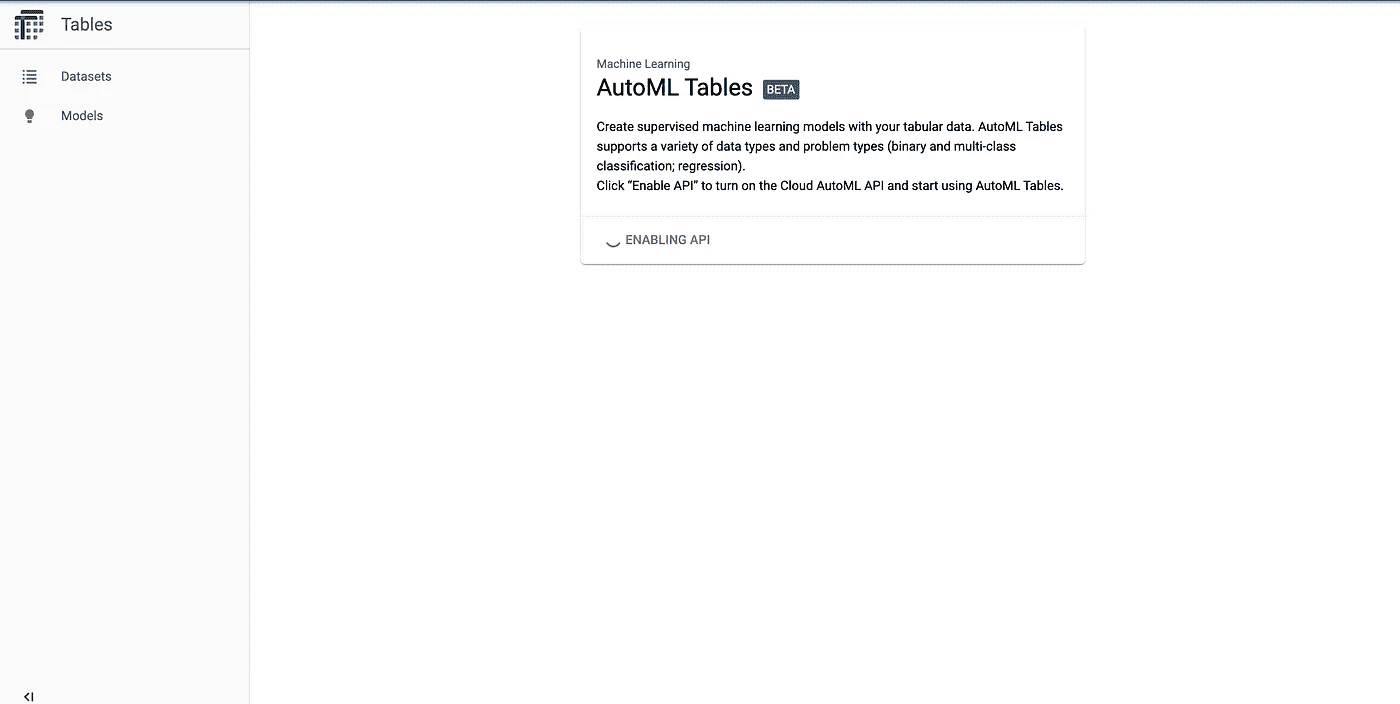 Tables
Datasets
Models
Machine Learning
AutoML Tables BETA
Create supervised machine learning models with your tabular data. AutoML Tables
supports a variety of data types and problem types (binary and multi-class
classification; regression).
Click “Enable API” to turn on the Cloud AutoML API and start using AutoML Tables.
ENABLING API